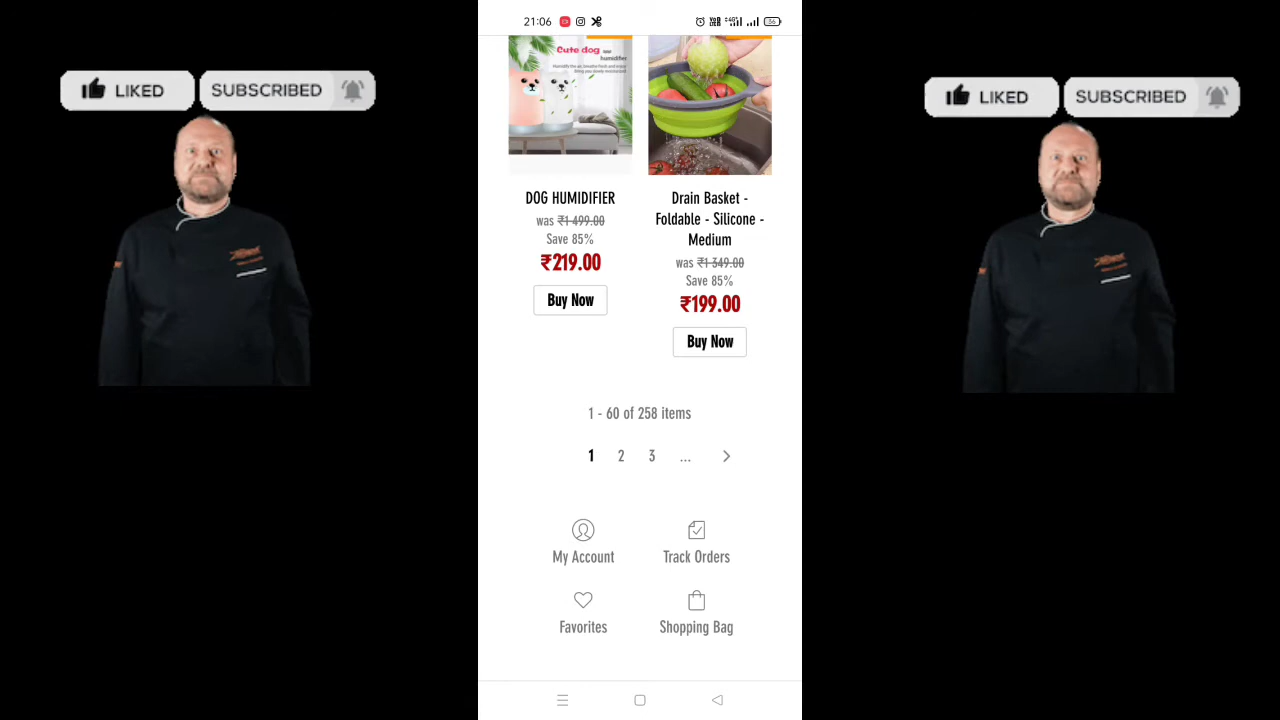 LIKED
SUBSCRIBED
LIKED
SUBSCRIBED
21:06
56
Cute dog
humidifier
DOG HUMIDIFIER
was ₹1 499.00
Save 85%
₹219.00
Buy Now
Drain Basket -
Foldable - Silicone -
Medium
was ₹1 349.00
Save 85%
₹199.00
Buy Now
1 - 60 of 258 items
1 2 3 ...
My Account
Track Orders
Favorites
Shopping Bag